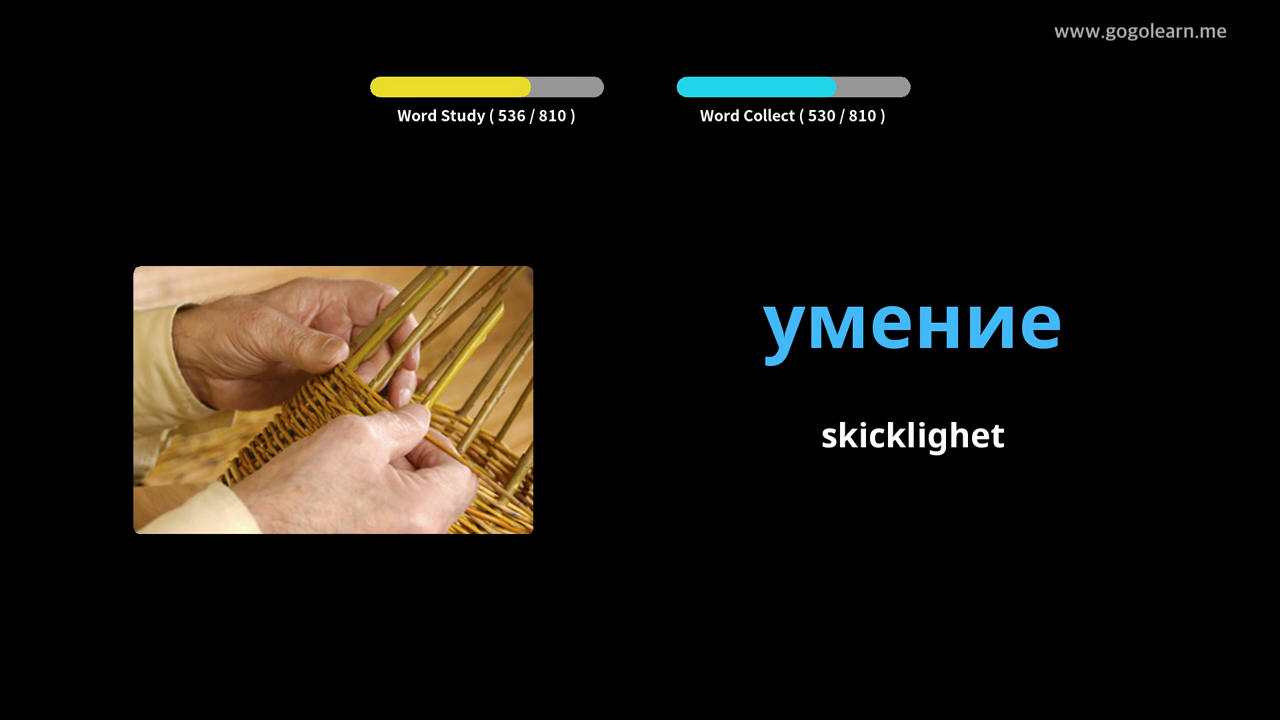 www.gogolearn.me
Word Study ( 536 / 810 )
Word Collect ( 530 / 810 )
умение
skicklighet